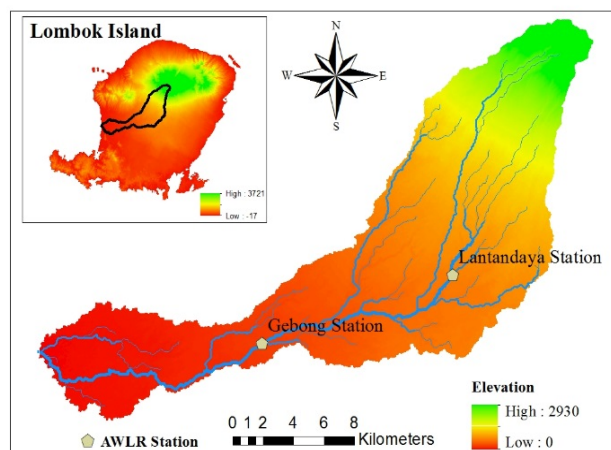 Lombok Island
High : 3721
Low : -17
N
W
E
S
Lantandaya Station
Gebong Station
AWLR Station
0 1 2 4 6 8
Kilometers
Elevation
High : 2930
Low : 0